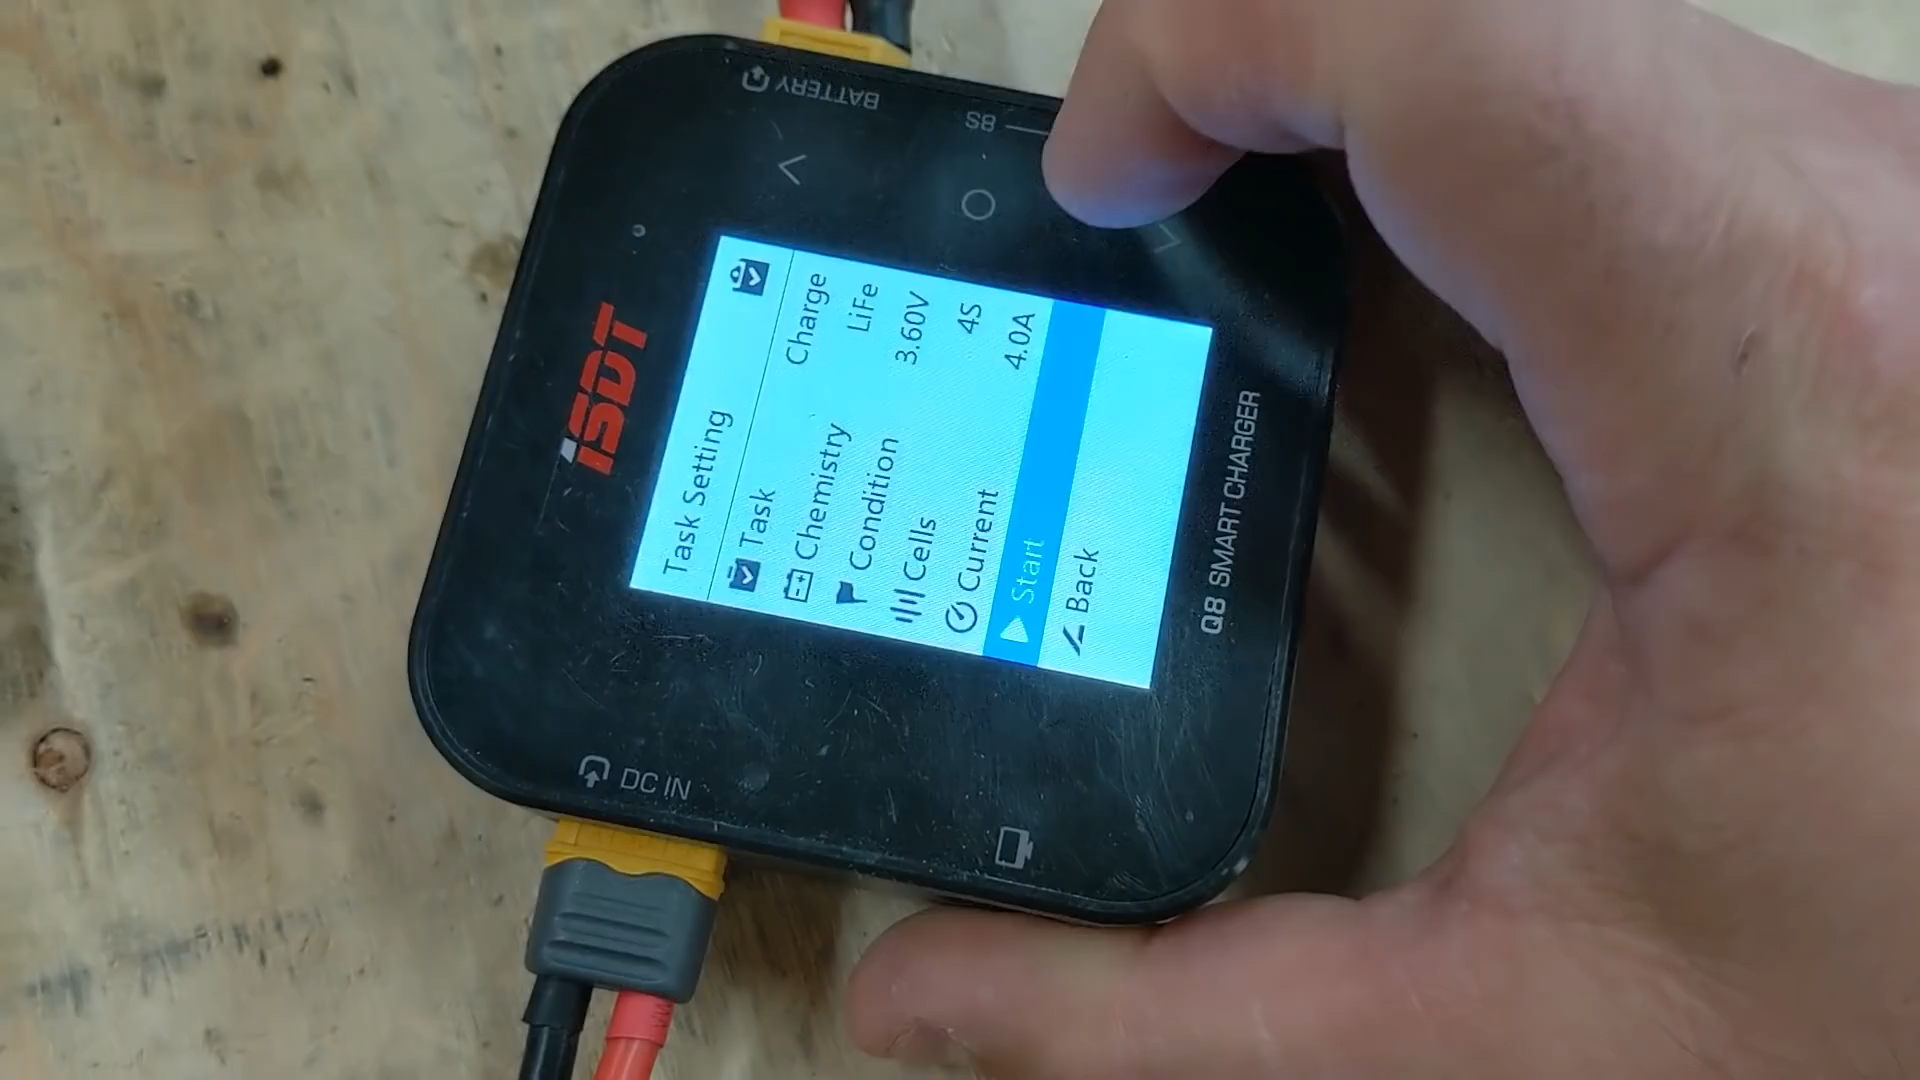 iSDT
Task Setting
Task Charge
Chemistry LiFe
Condition 3.60V
Cells 4S
Current 4.0A
Start
Back
Q8 SMART CHARGER
DC IN
BATTERY
8S